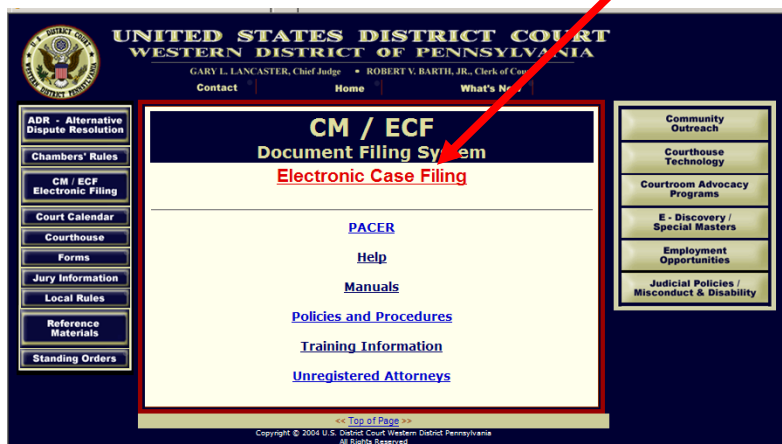 UNITED STATES DISTRICT COURT
WESTERN DISTRICT OF PENNSYLVANIA
GARY L. LANCASTER, Chief Judge • ROBERT V. BARTH, JR., Clerk of
Contact
Home
What's
ADR - Alternative
Dispute Resolution
Chambers' Rules
CM / ECF
Electronic Filing
Court Calendar
Courthouse
Forms
Jury Information
Local Rules
Reference
Materials
Standing Orders
CM / ECF
Document Filing System
Electronic Case Filing
PACER
Help
Manuals
Policies and Procedures
Training Information
Unregistered Attorneys
<< Top of Page >>
Copyright © 2004 U.S. District Court Western District Pennsylvania
All Rights Reserved
Community
Outreach
Courthouse
Technology
Courtroom Advocacy
Programs
E - Discovery /
Special Masters
Employment
Opportunities
Judicial Policies /
Misconduct & Disability